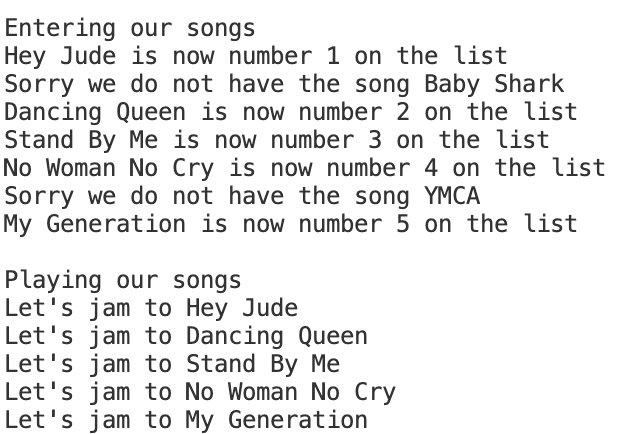 Entering our songs
Hey Jude is now number 1 on the list
Sorry we do not have the song Baby Shark
Dancing Queen is now number 2 on the list
Stand By Me is now number 3 on the list
No Woman No Cry is now number 4 on the list
Sorry we do not have the song YMCA
My Generation is now number 5 on the list

Playing our songs
Let's jam to Hey Jude
Let's jam to Dancing Queen
Let's jam to Stand By Me
Let's jam to No Woman No Cry
Let's jam to My Generation